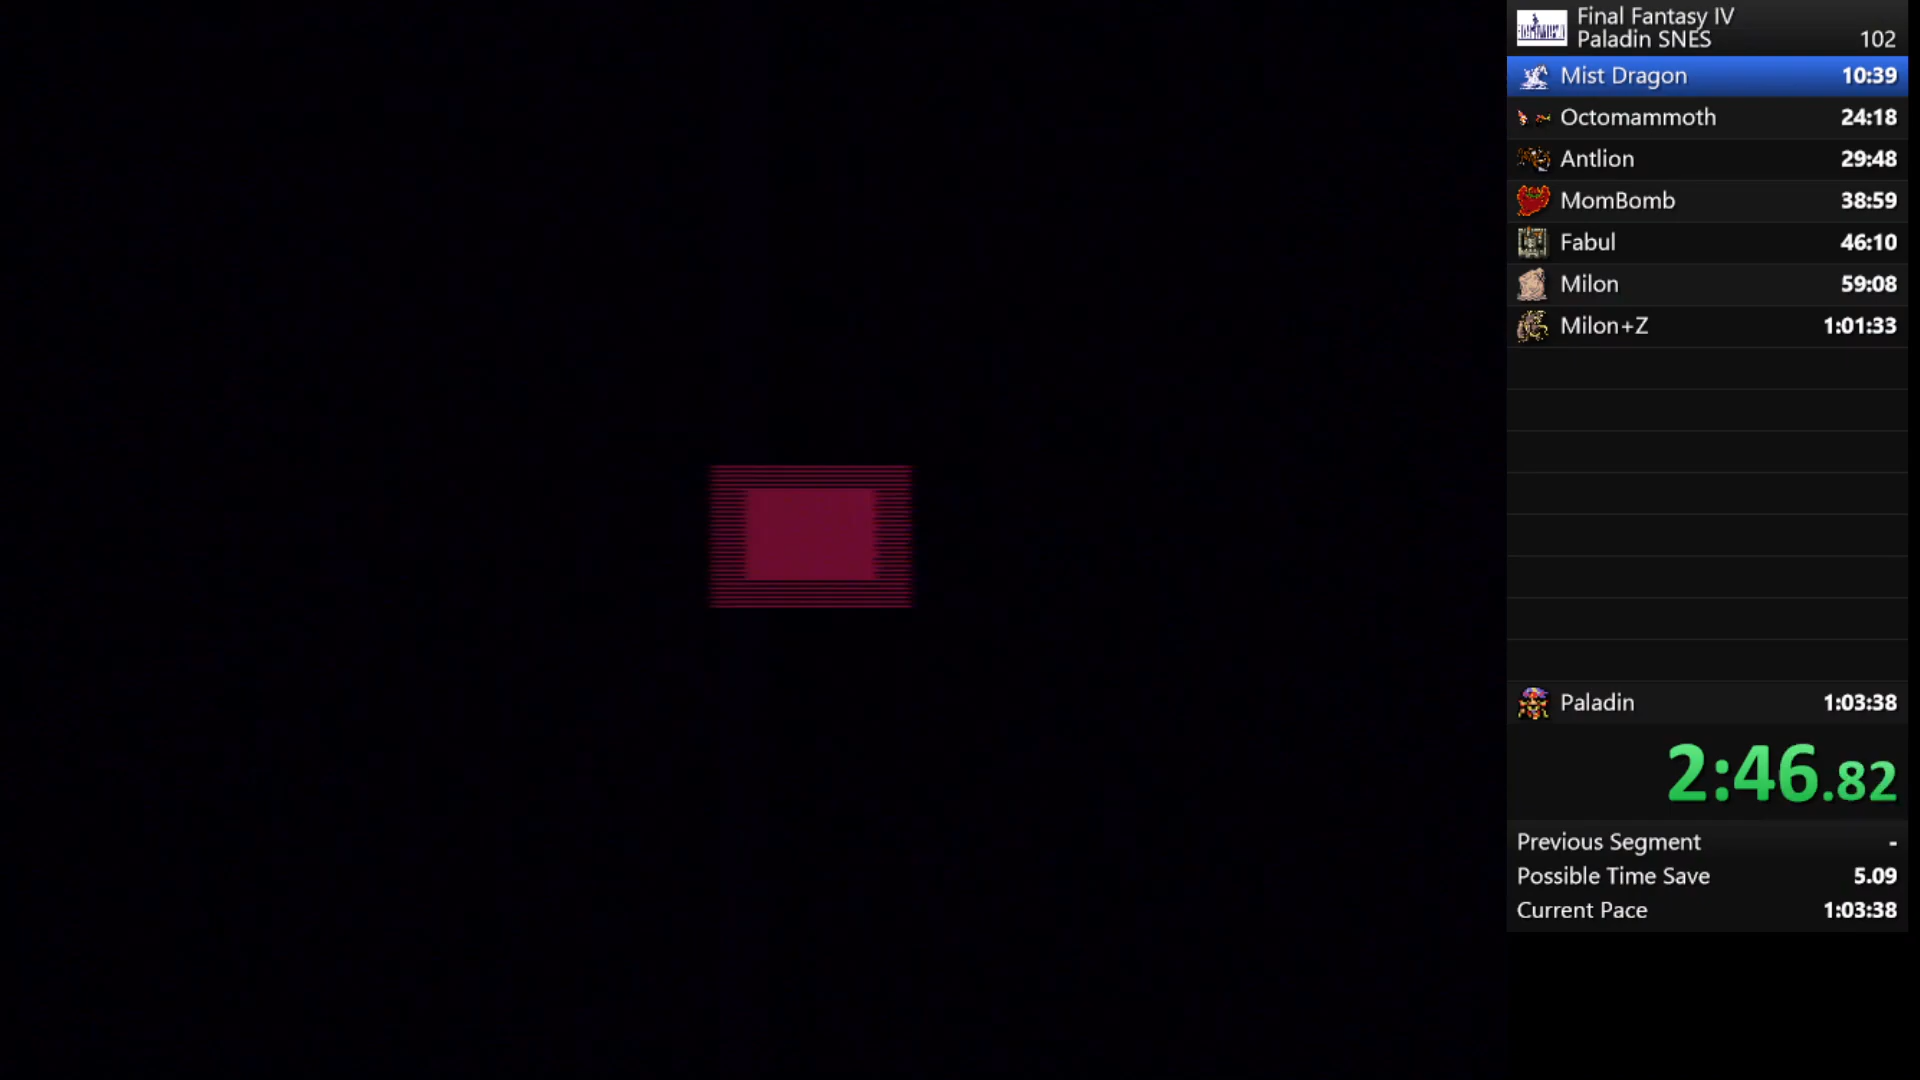 Final Fantasy IV
Paladin SNES 102
Mist Dragon 10:39
Octomammoth 24:18
Antlion 29:48
MomBomb 38:59
Fabul 46:10
Milon 59:08
Milon+Z 1:01:33
Paladin 1:03:38
2:46.82
Previous Segment -
Possible Time Save 5.09
Current Pace 1:03:38